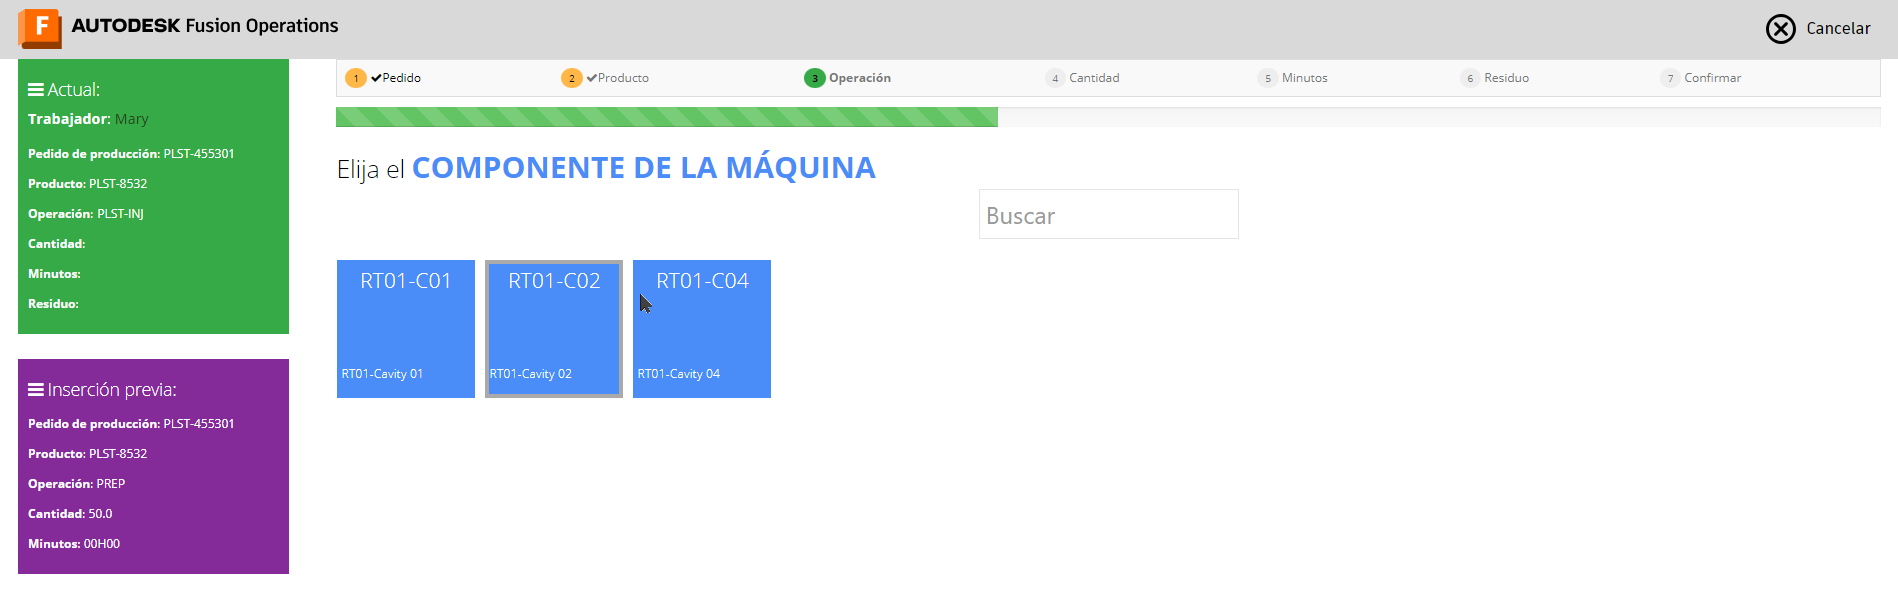 F AUTODESK Fusion Operations
Cancelar
Actual:
Trabajador: Mary
Pedido de producción: PLST-455301
Producto: PLST-8532
Operación: PLST-INJ
Cantidad:
Minutos:
Residuo:
Inserción previa:
Pedido de producción: PLST-455301
Producto: PLST-8532
Operación: PREP
Cantidad: 50.0
Minutos: 00H00
1 Pedido
2 Producto
3 Operación
4 Cantidad
5 Minutos
6 Residuo
7 Confirmar
Elija el COMPONENTE DE LA MÁQUINA
Buscar
RT01-C01
RT01-Cavity 01
RT01-C02
RT01-Cavity 02
RT01-C04
RT01-Cavity 04